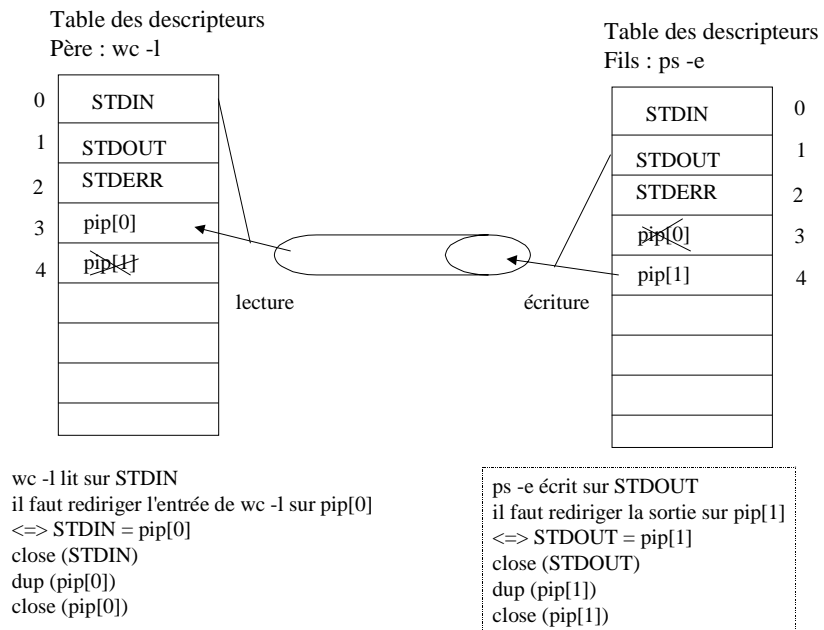 Table des descripteurs
Père : wc -l
0
STDIN
1
STDOUT
2
STDERR
3
pip[0]
4
pip[1]
lecture
écriture
Table des descripteurs
Fils : ps -e
STDIN
0
STDOUT
1
STDERR
2
pip[0]
3
pip[1]
4
wc -l lit sur STDIN
il faut rediriger l'entrée de wc -l sur pip[0]
<=> STDIN = pip[0]
close (STDIN)
dup (pip[0])
close (pip[0])
ps -e écrit sur STDOUT
il faut rediriger la sortie sur pip[1]
<=> STDOUT = pip[1]
close (STDOUT)
dup (pip[1])
close (pip[1])